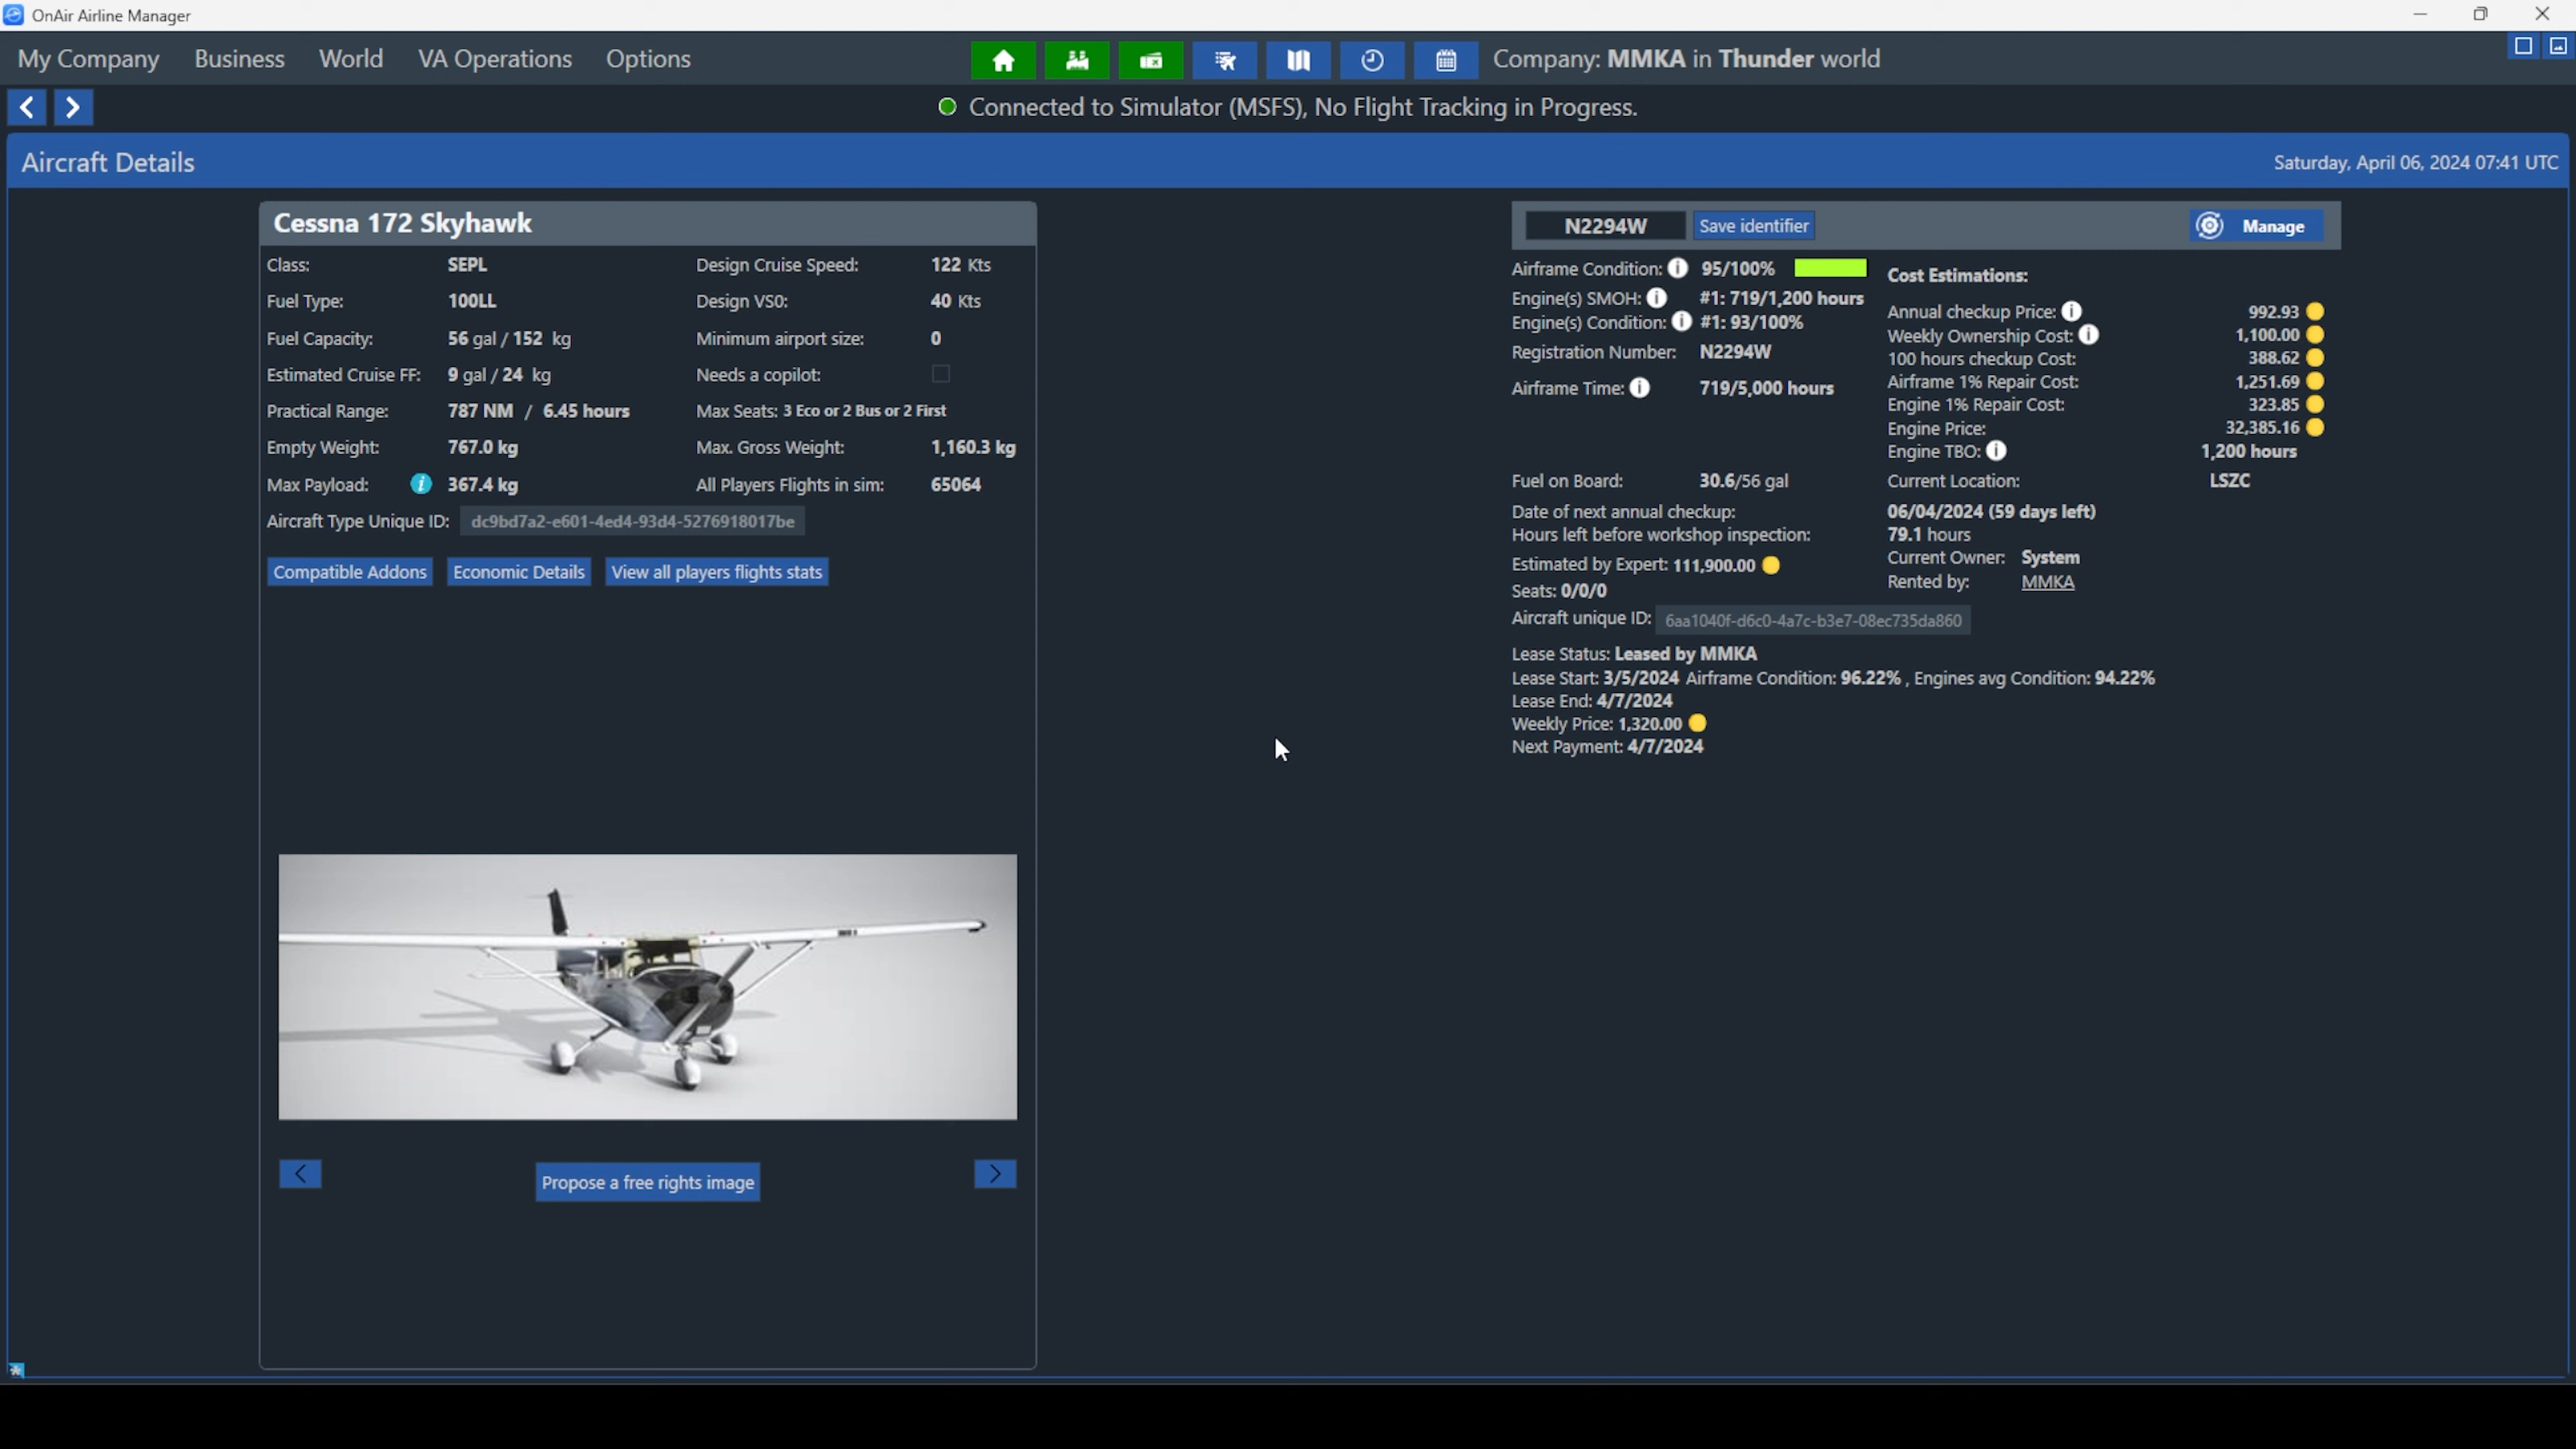 OnAir Airline Manager
My Company Business World VA Operations Options Company: MMKA in Thunder world
Connected to Simulator (MSFS), No Flight Tracking in Progress.
Aircraft Details Saturday, April 06, 2024 07:41 UTC
Cessna 172 Skyhawk
Class: SEPL Design Cruise Speed: 122 Kts
Fuel Type: 100LL Design VS0: 40 Kts
Fuel Capacity: 56 gal / 152 kg Minimum airport size: 0
Estimated Cruise FF: 9 gal / 24 kg Needs a copilot:
Practical Range: 787 NM / 6.45 hours Max Seats: 3 Eco or 2 Bus or 2 First
Empty Weight: 767.0 kg Max. Gross Weight: 1,160.3 kg
Max Payload: i 367.4 kg All Players Flights in sim: 65064
Aircraft Type Unique ID: dc9bd7a2-e601-4ed4-93d4-5276918017be
Compatible Addons Economic Details View all players flights stats
Propose a free rights image
N2294W Save identifier Manage
Airframe Condition: i 95/100%
Engine(s) SMOH: i #1: 719/1,200 hours
Engine(s) Condition: i #1: 93/100%
Registration Number: N2294W
Airframe Time: i 719/5,000 hours
Cost Estimations:
Annual checkup Price: i 992.93
Weekly Ownership Cost: i 1,100.00
100 hours checkup Cost: 388.62
Airframe 1% Repair Cost: 1,251.69
Engine 1% Repair Cost: 323.85
Engine Price: 32,385.16
Engine TBO: i 1,200 hours
Fuel on Board: 30.6/56 gal Current Location: LSZC
Date of next annual checkup: 06/04/2024 (59 days left)
Hours left before workshop inspection: 79.1 hours
Estimated by Expert: 111,900.00 Current Owner: System
Seats: 0/0/0 Rented by: MMKA
Aircraft unique ID: 6aa1040f-d6c0-4a7c-b3e7-08ec735da860
Lease Status: Leased by MMKA
Lease Start: 3/5/2024 Airframe Condition: 96.22% , Engines avg Condition: 94.22%
Lease End: 4/7/2024
Weekly Price: 1,320.00
Next Payment: 4/7/2024